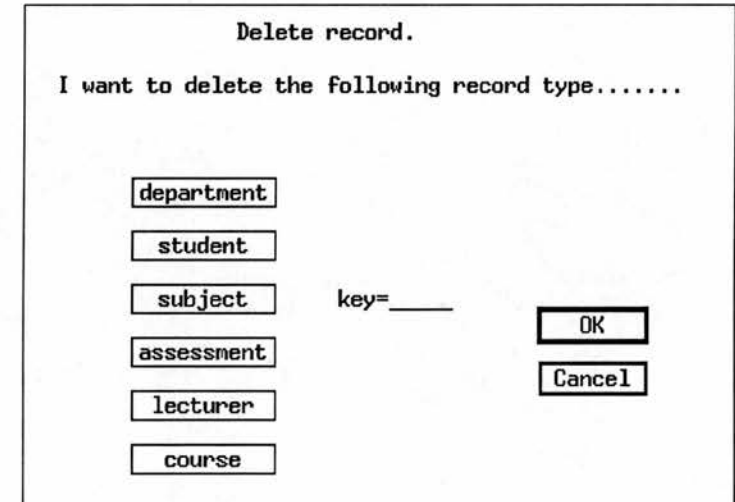 Delete record.
I want to delete the following record type.......
department
student
subject
key=_____
OK
assessment
Cancel
lecturer
course